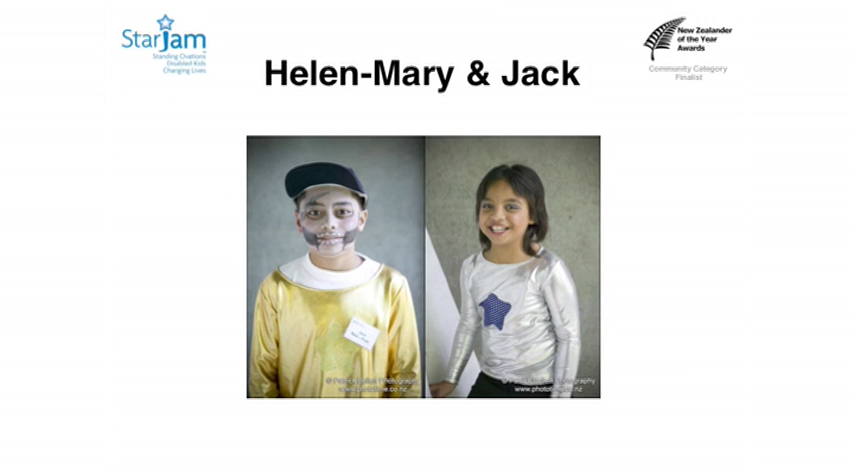 StarJam
Standing Ovations
Disabled Kids
Changing Lives
New Zealander
of the Year
Awards
Community Category
Finalist
Helen-Mary & Jack